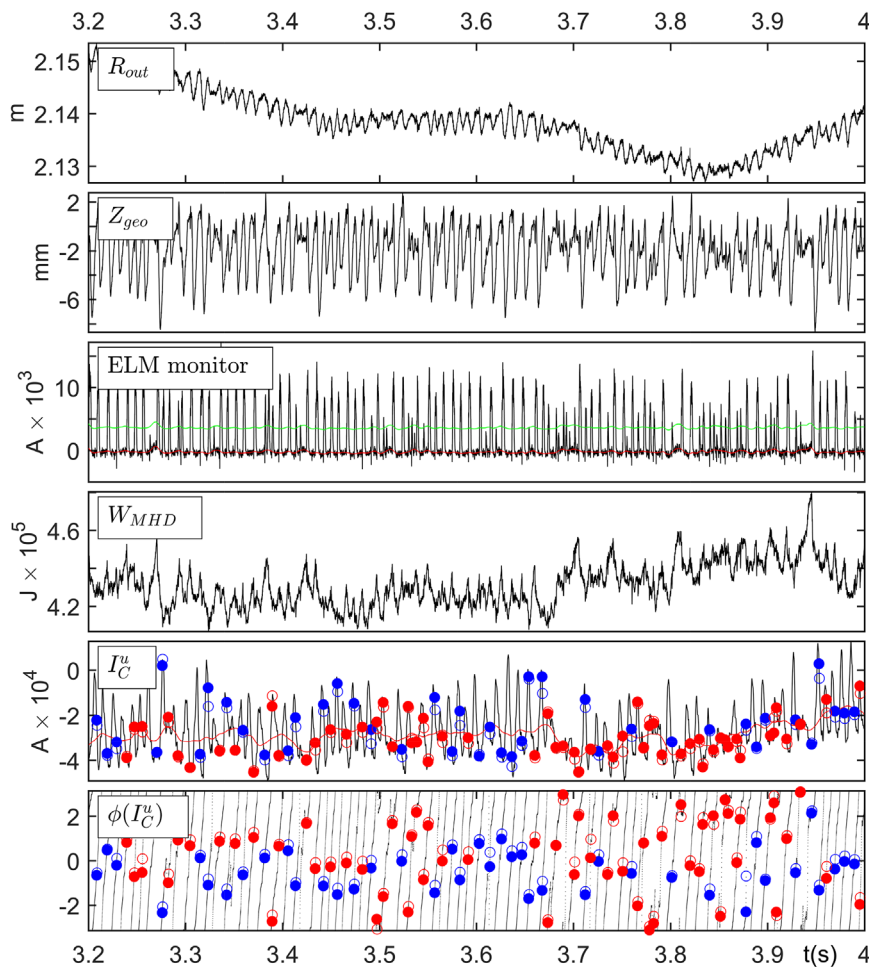 3.2 3.3 3.4 3.5 3.6 3.7 3.8 3.9 4
R_out
m
2.15
2.14
2.13
Z_geo
mm
2
-2
-6
ELM monitor
A × 10^3
10
0
W_MHD
J × 10^5
4.6
4.2
I_C^u
A × 10^4
0
-2
-4
ϕ(I_C^u)
2
0
-2
3.2 3.3 3.4 3.5 3.6 3.7 3.8 3.9 t(s) 4